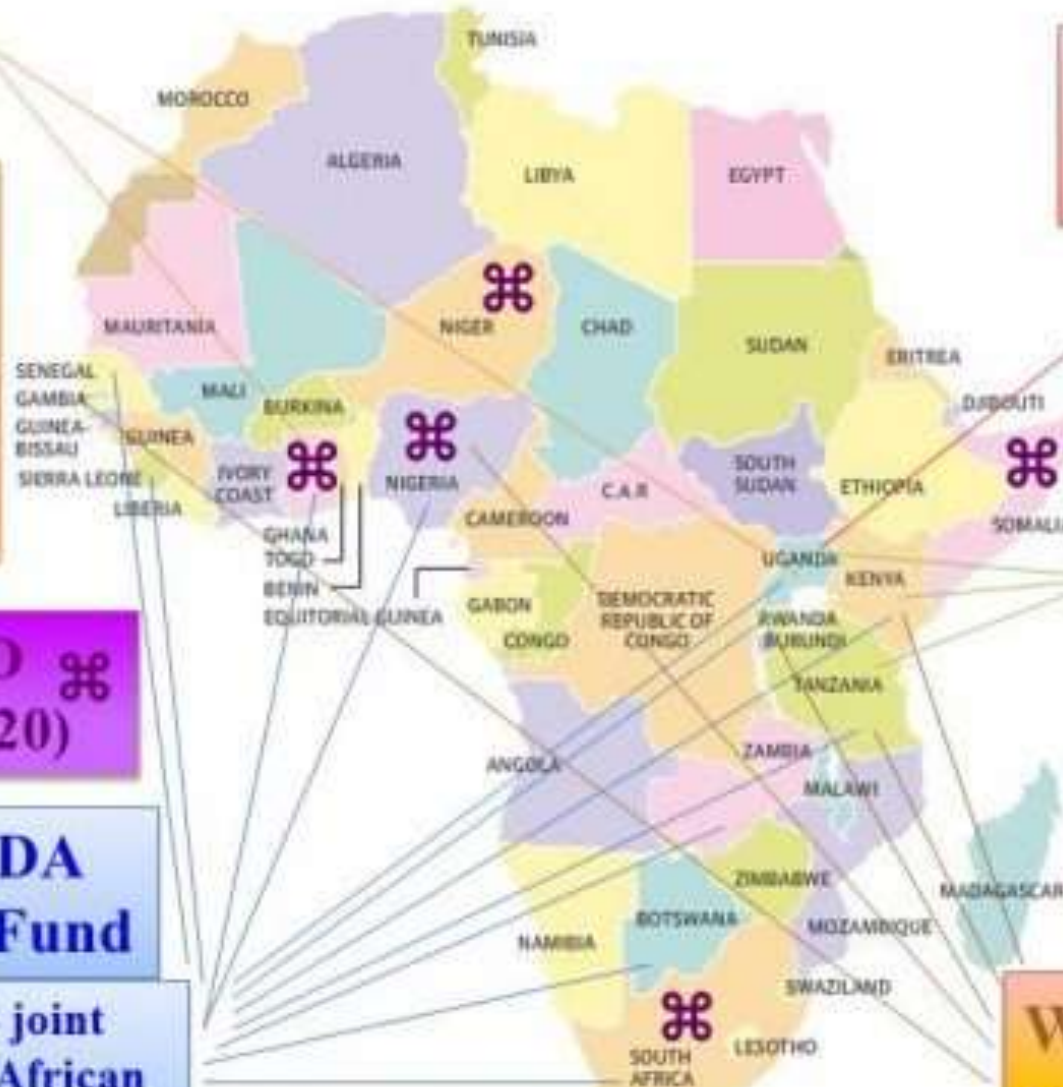 TUNISIA
MOROCCO
ALGERIA
LIBYA
EGYPT
MAURITANIA
NIGER
CHAD
SUDAN
ERITREA
SENEGAL
GAMBIA
GUINEA-
BISSAU
SIERRA LEONE
LIBERIA
GUINEA
MALI
BURKINA
IVORY
COAST
NIGERIA
DJIBOUTI
SOUTH
SUDAN
ETHIOPIA
C.A.R
CAMEROON
SOMALI
GHANA
TOGO
BENIN
EQUITORIAL GUINEA
UGANDA
KENYA
GABON
CONGO
DEMOCRATIC
REPUBLIC OF
CONGO
RWANDA
BURUNDI
TANZANIA
O
20)
ANGOLA
ZAMBIA
MALAWI
DA
Fund
ZIMBABWE
BOTSWANA
MOZAMBIQUE
MADAGASCAR
NAMIBIA
SWAZILAND
joint
African
SOUTH
AFRICA
LESOTHO
W